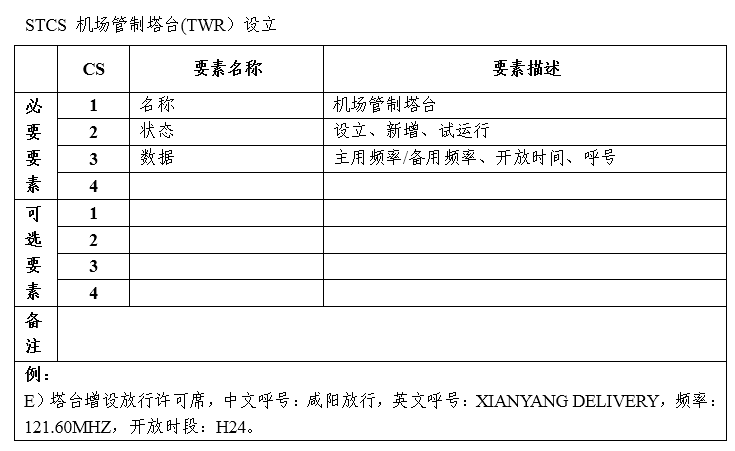 STCS 机场管制塔台(TWR）设立
CS 要素名称 要素描述
必要要素
1 名称 机场管制塔台
2 状态 设立、新增、试运行
3 数据 主用频率/备用频率、开放时间、呼号
4
可选要素
1
2
3
4
备注
例：
E）塔台增设放行许可席，中文呼号：咸阳放行，英文呼号：XIANYANG DELIVERY，频率：
121.60MHZ，开放时段：H24。